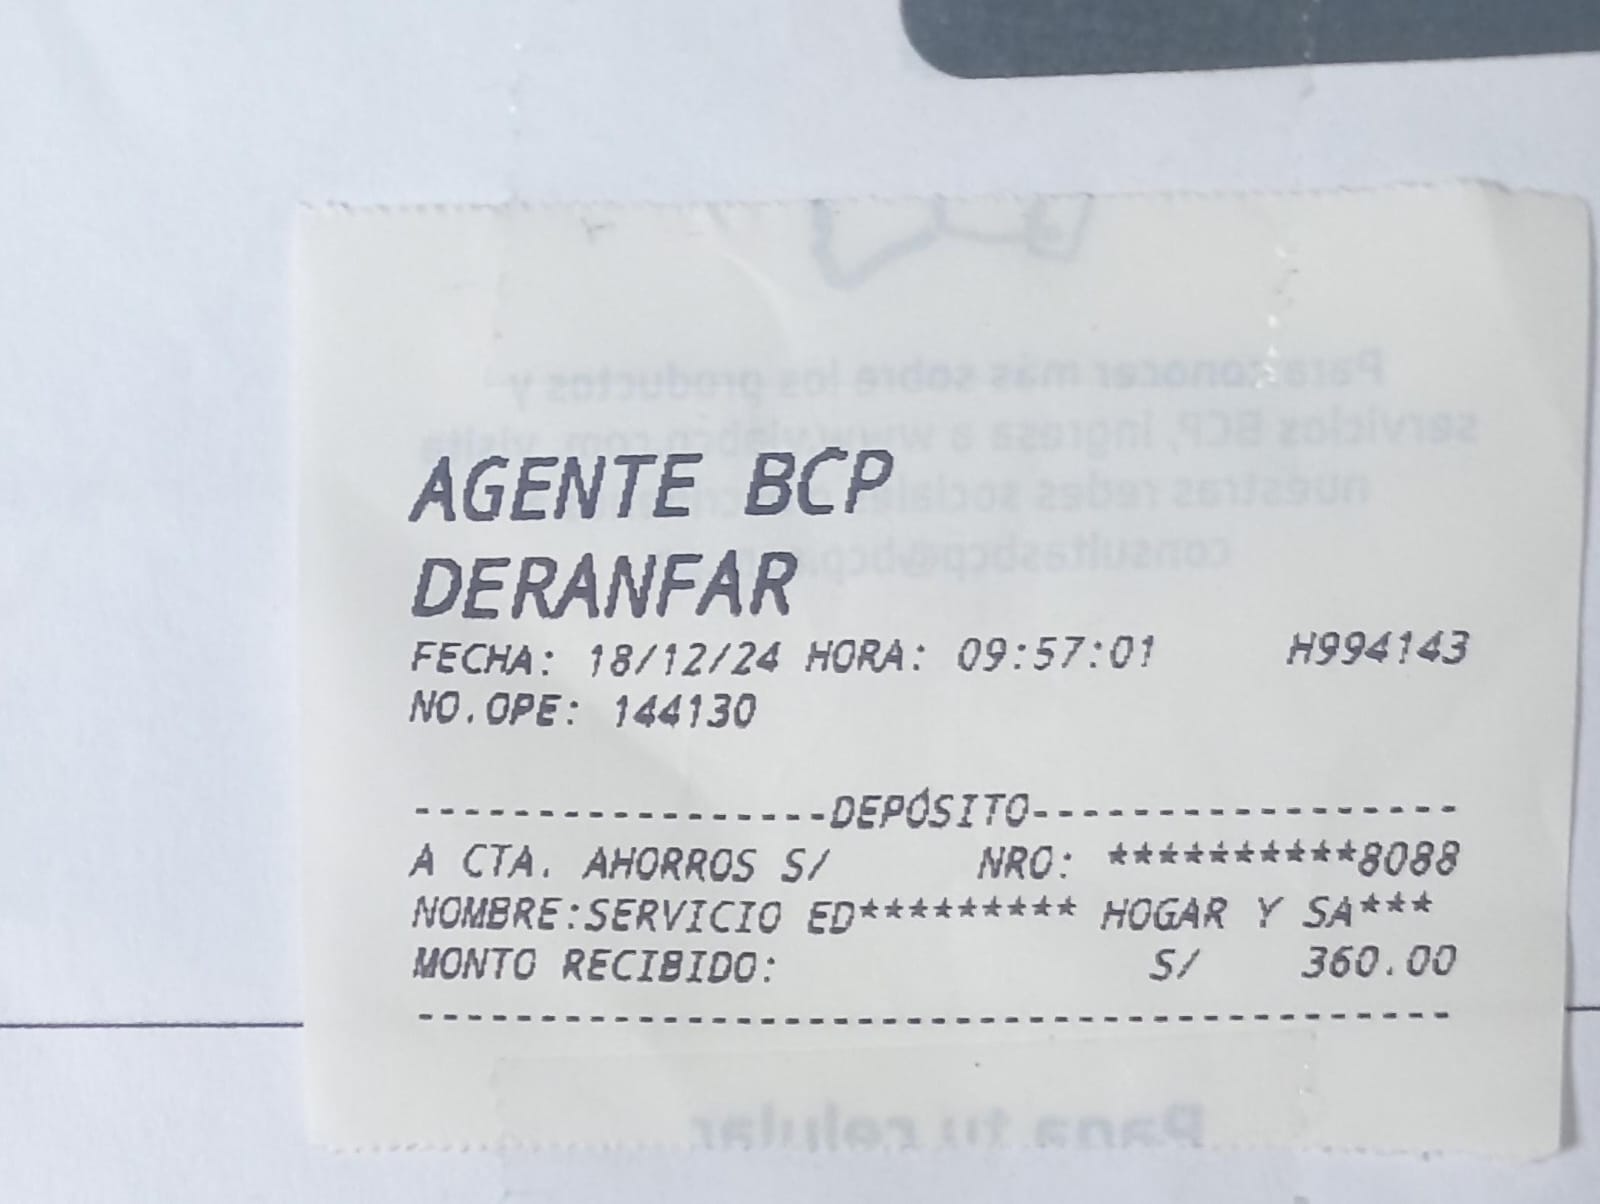 AGENTE BCP
DERANFAR
FECHA: 18/12/24 HORA: 09:57:01 H994143
NO.OPE: 144130
-----------------DEPÓSITO-----------------
A CTA. AHORROS S/ NRO: **********8088
NOMBRE:SERVICIO ED********* HOGAR Y SA***
MONTO RECIBIDO: S/ 360.00
------------------------------------------